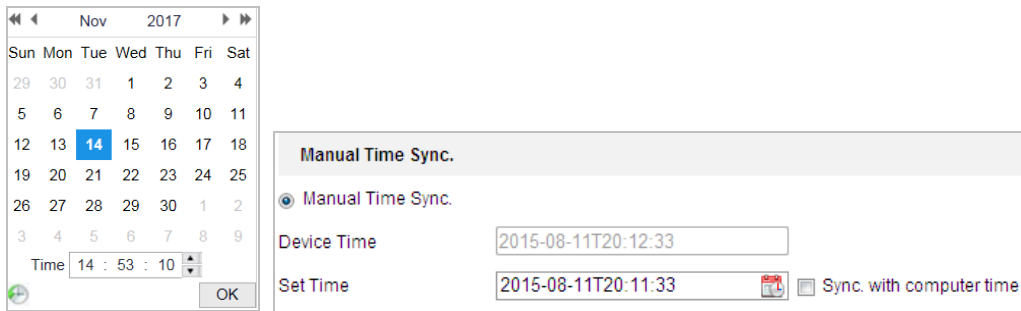 Nov 2017
Sun Mon Tue Wed Thu Fri Sat
29 30 31 1 2 3 4
5 6 7 8 9 10 11
12 13 14 15 16 17 18
19 20 21 22 23 24 25
26 27 28 29 30 1 2
3 4 5 6 7 8 9
Time 14 : 53 : 10
OK
Manual Time Sync.
Manual Time Sync.
Device Time 2015-08-11T20:12:33
Set Time 2015-08-11T20:11:33 Sync. with computer time